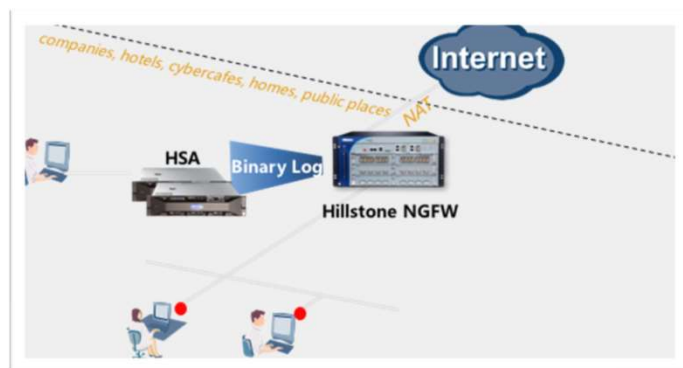 companies, hotels, cybercafes, homes, public places
Internet
NAT
HSA
Binary Log
Hillstone NGFW